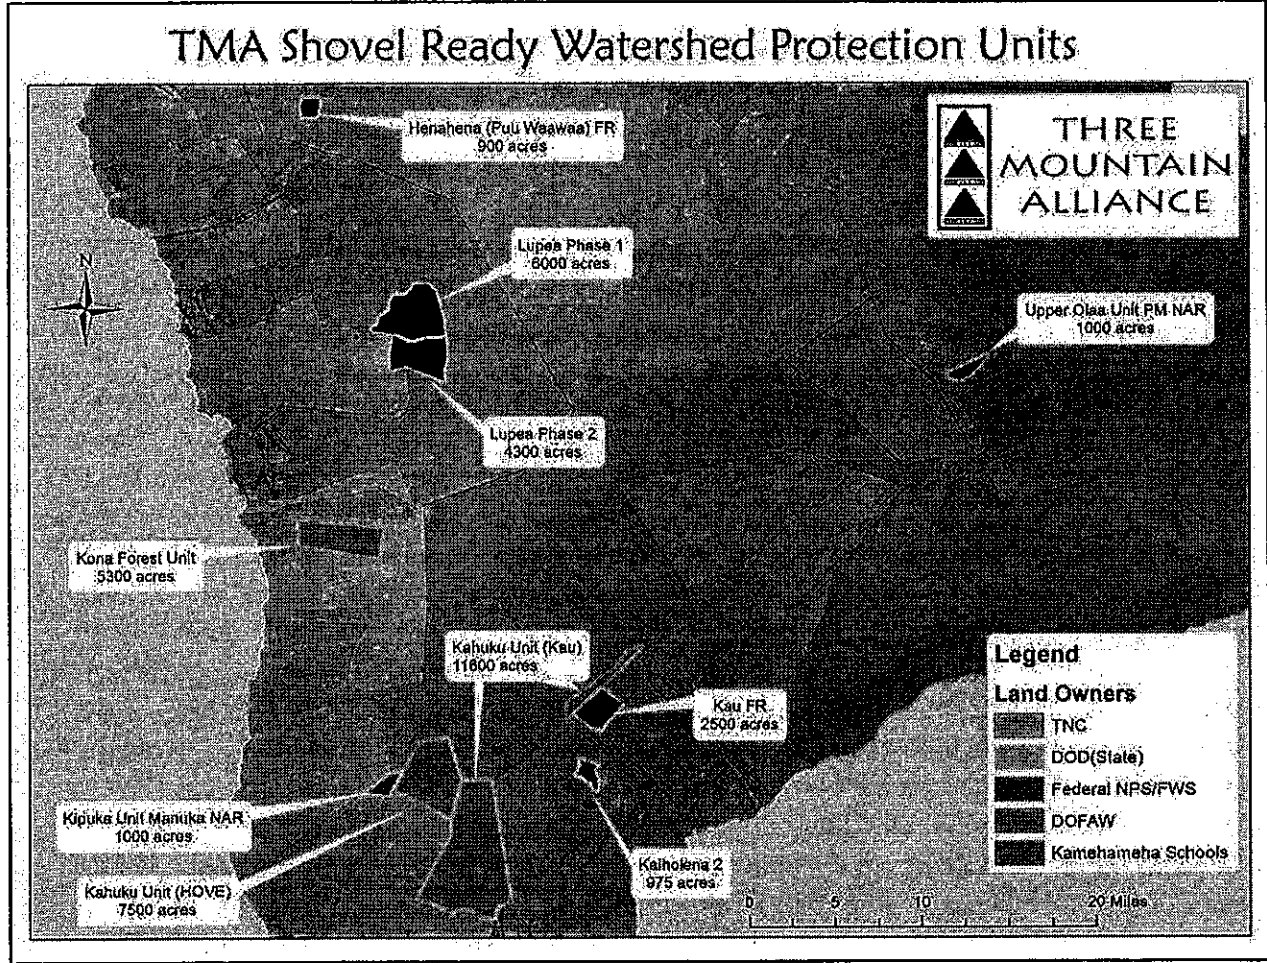 TMA Shovel Ready Watershed Protection Units
THREE
MOUNTAIN
ALLIANCE
Henahena (Puu Waawaa) FR
900 acres
Lupea Phase 1
6000 acres
N
Upper Olaa Unit PM NAR
1000 acres
Lupea Phase 2
4300 acres
Kona Forest Unit
5300 acres
Kahuku Unit (Kau)
11600 acres
Kau FR
2500 acres
Kipuka Unit Manuka NAR
1000 acres
Kahuku Unit (HOVE)
7500 acres
Kaiholena 2
975 acres
Legend
Land Owners
TNC
DOD(State)
Federal NPS/FWS
DOFAW
Kamehameha Schools
0 5 10 20 Miles